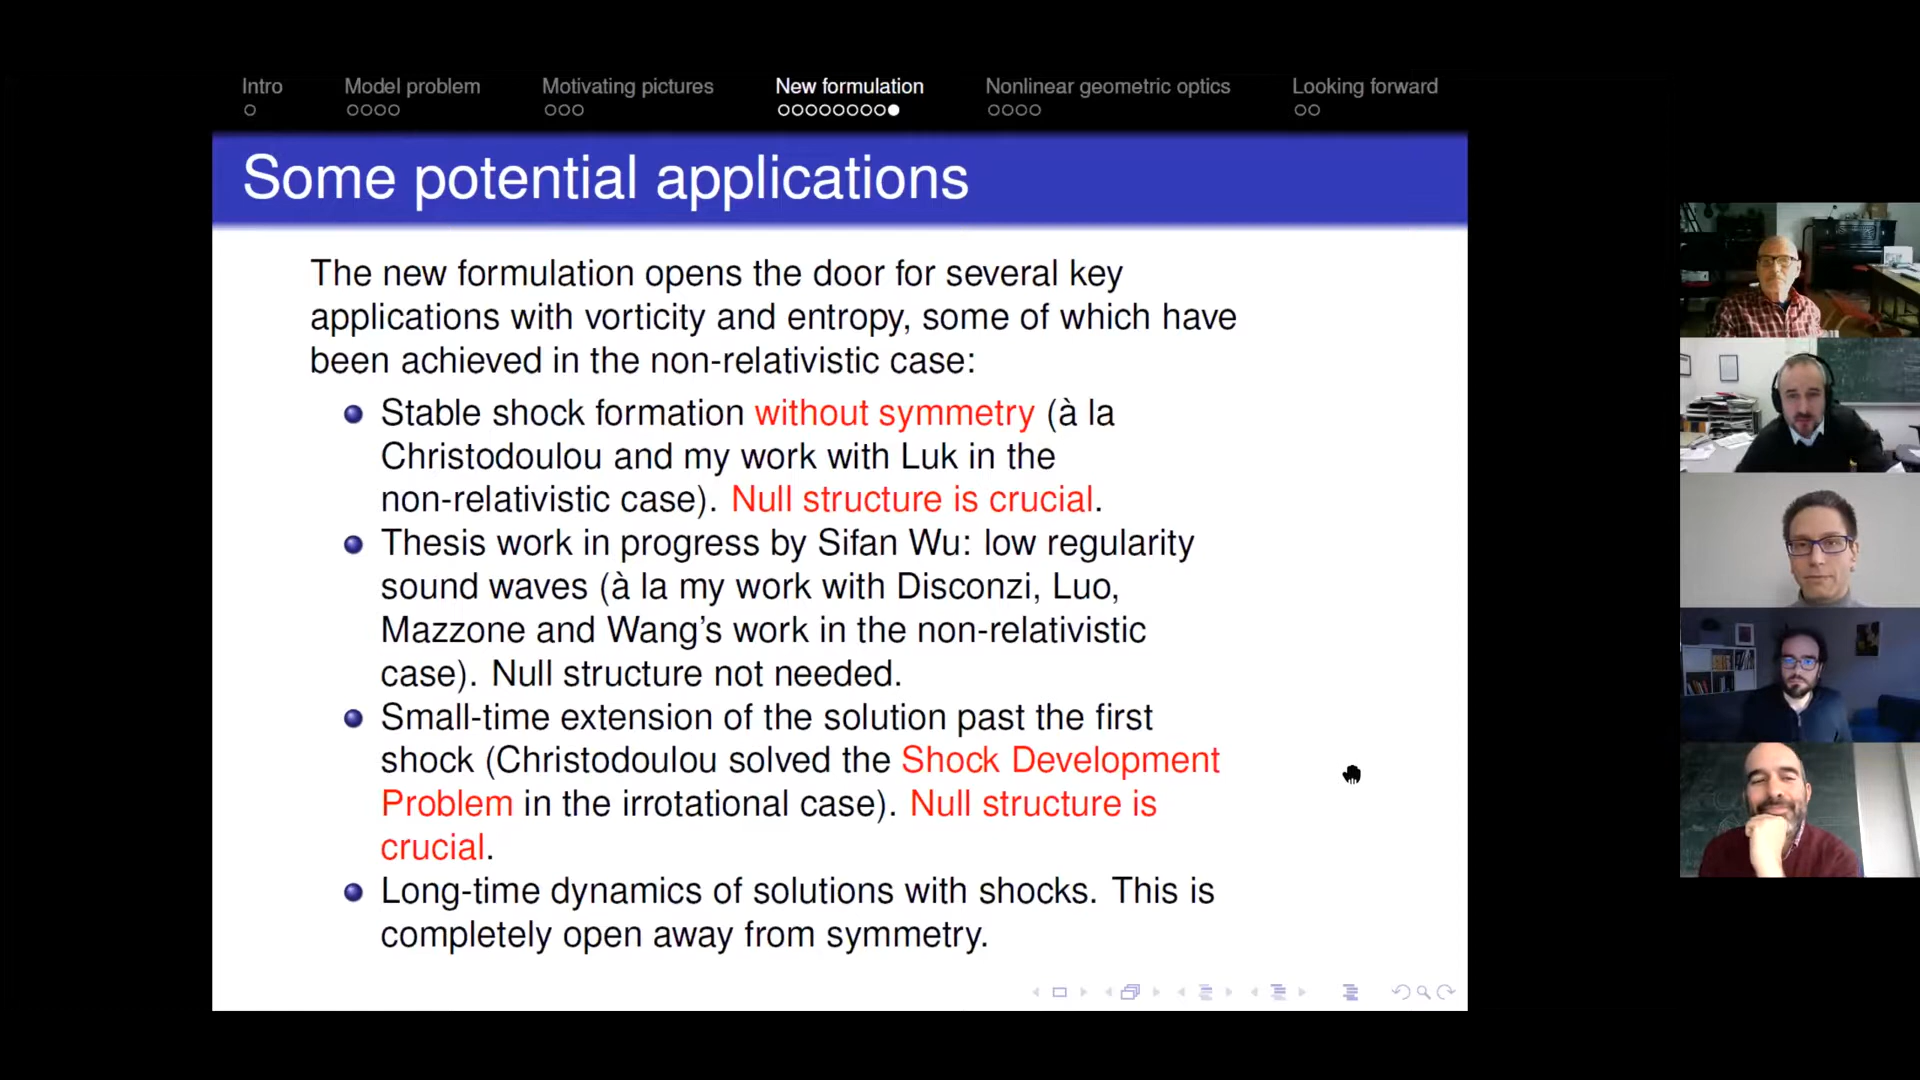 Intro Model problem Motivating pictures New formulation Nonlinear geometric optics Looking forward
Some potential applications
The new formulation opens the door for several key
applications with vorticity and entropy, some of which have
been achieved in the non-relativistic case:
Stable shock formation without symmetry (à la
Christodoulou and my work with Luk in the
non-relativistic case). Null structure is crucial.
Thesis work in progress by Sifan Wu: low regularity
sound waves (à la my work with Disconzi, Luo,
Mazzone and Wang's work in the non-relativistic
case). Null structure not needed.
Small-time extension of the solution past the first
shock (Christodoulou solved the Shock Development
Problem in the irrotational case). Null structure is
crucial.
Long-time dynamics of solutions with shocks. This is
completely open away from symmetry.